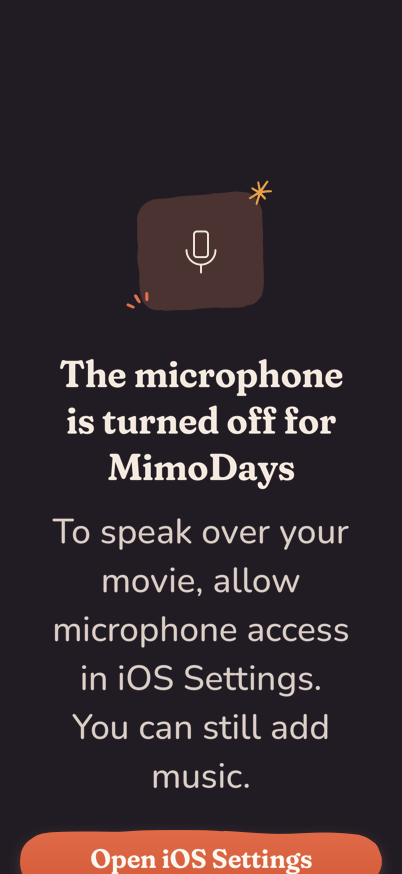 The microphone
is turned off for
MimoDays
To speak over your
movie, allow
microphone access
in iOS Settings.
You can still add
music.
Open iOS Settings